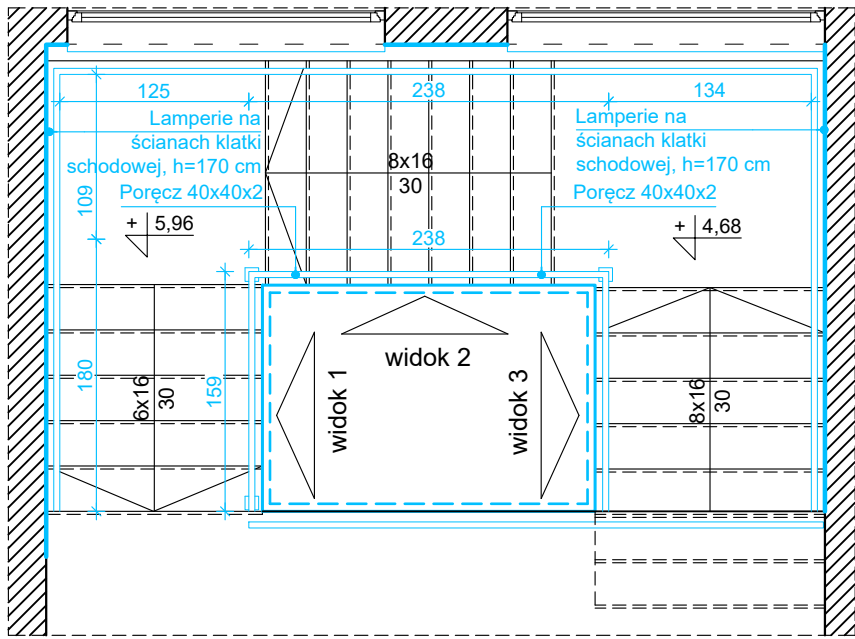 125
238
134
Lamperie na
ścianach klatki
schodowej, h=170 cm
Lamperie na
ścianach klatki
schodowej, h=170 cm
8x16
30
Poręcz 40x40x2
Poręcz 40x40x2
109
+ 5,96
+ 4,68
238
180
159
6x16
30
widok 1
widok 2
widok 3
8x16
30